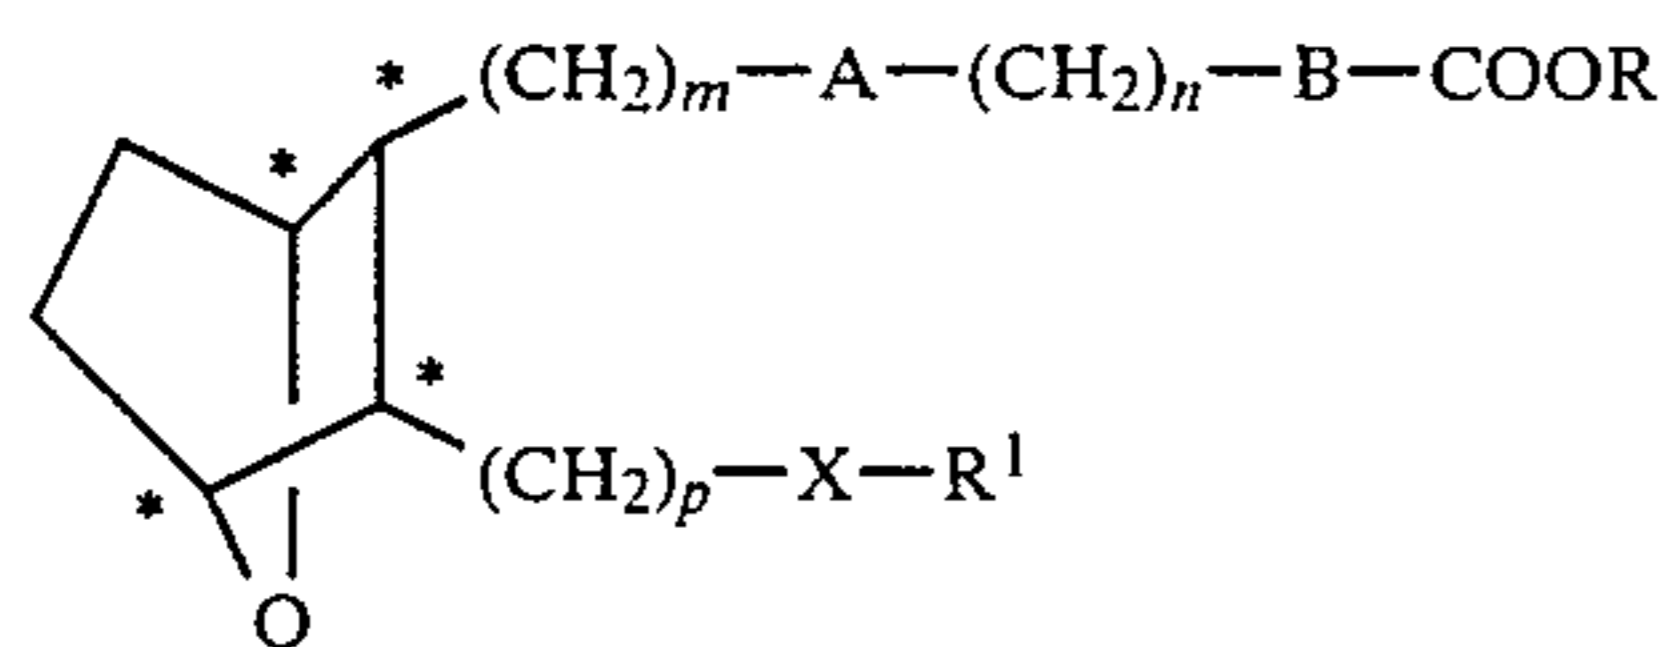 * (CH₂)ₘ—A—(CH₂)ₙ—B—COOR
*
*
(CH₂)ₚ—X—R¹
*
O